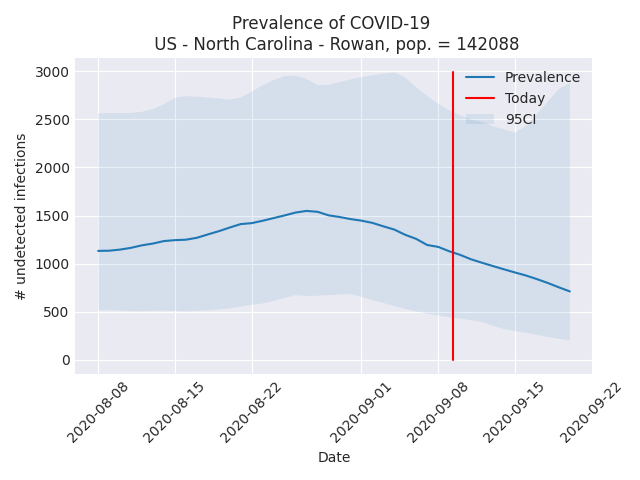 Prevalence of COVID-19
US - North Carolina - Rowan, pop. = 142088
3000
2500
2000
1500
1000
500
0
# undetected infections
Prevalence
Today
95CI
2020-08-08
2020-08-15
2020-08-22
2020-09-01
2020-09-08
2020-09-15
2020-09-22
Date